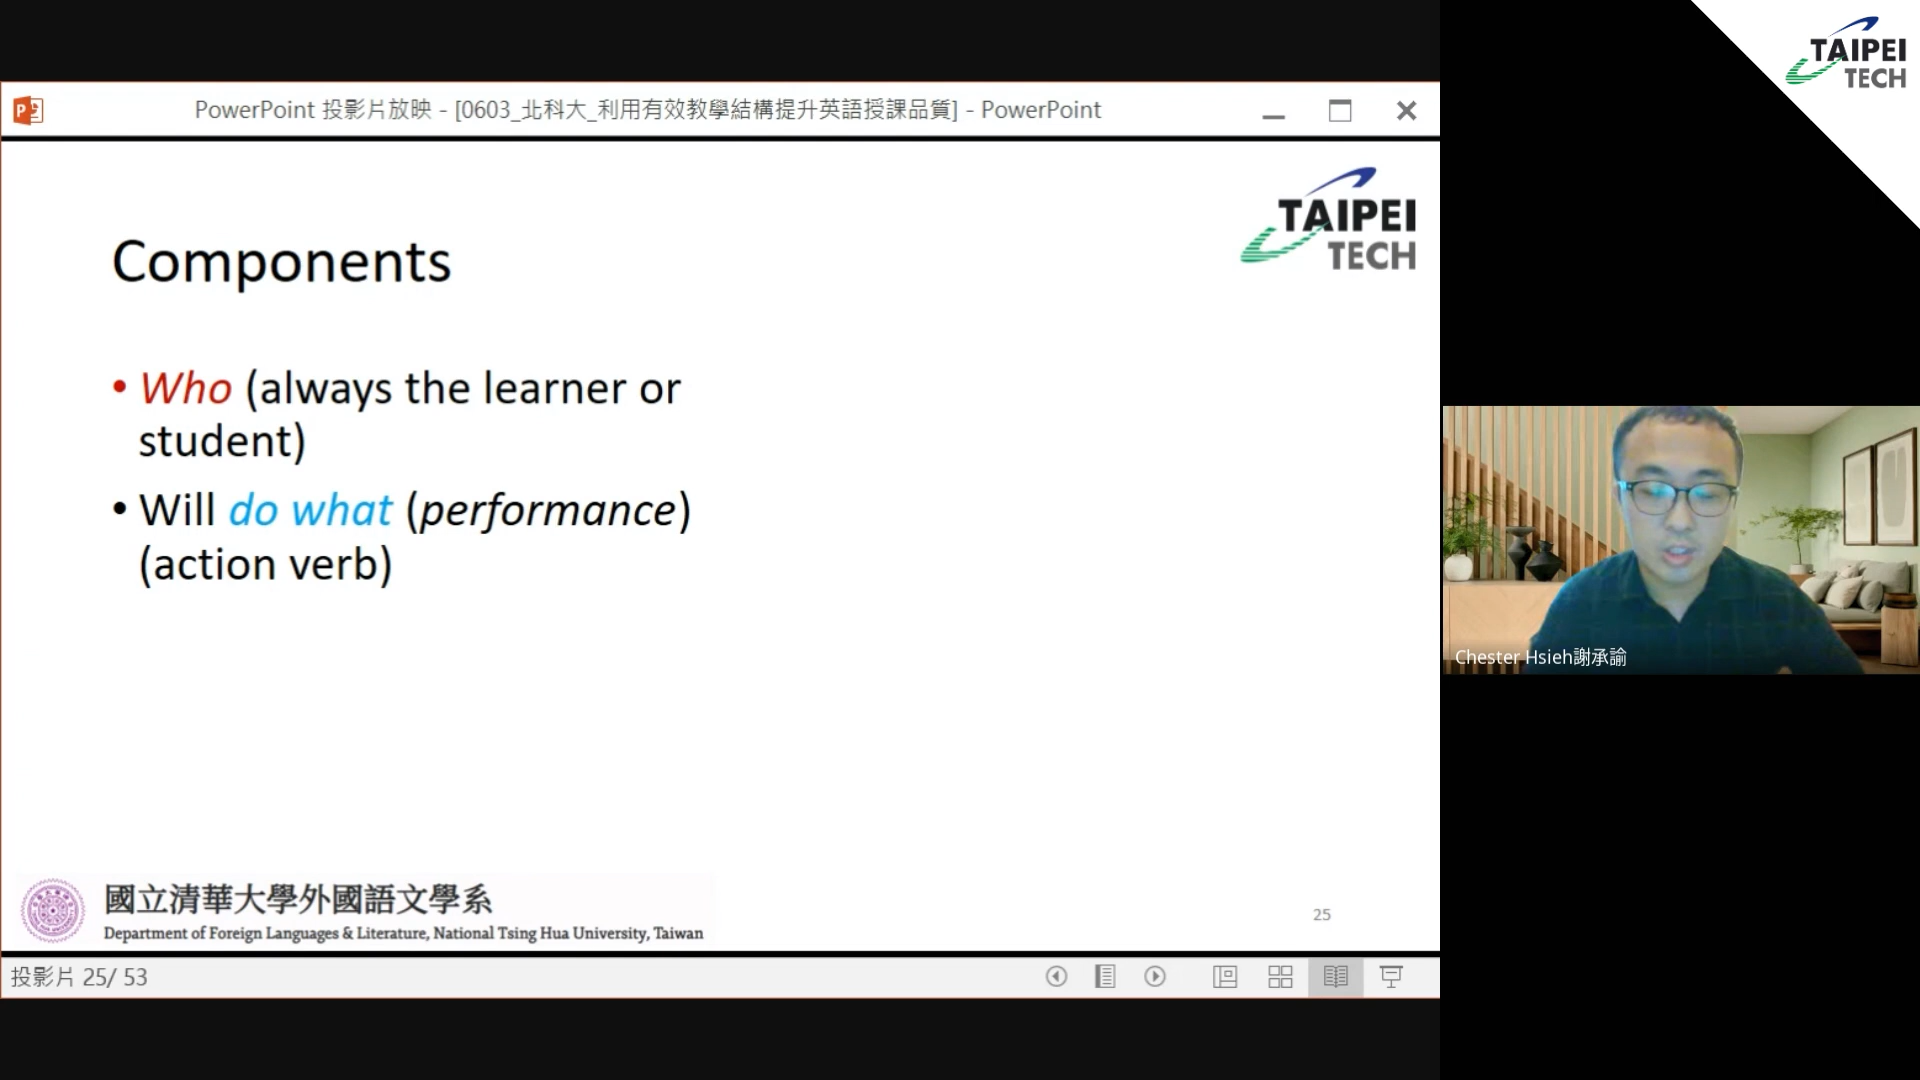 TAIPEI
TECH
PowerPoint 投影片放映 - [0603_北科大_利用有效教學結構提升英語授課品質] - PowerPoint
TAIPEI
TECH
Components
• Who (always the learner or
student)
• Will do what (performance)
(action verb)
Chester Hsieh謝承諭
國立清華大學外國語文學系
Department of Foreign Languages & Literature, National Tsing Hua University, Taiwan
25
投影片 25/ 53